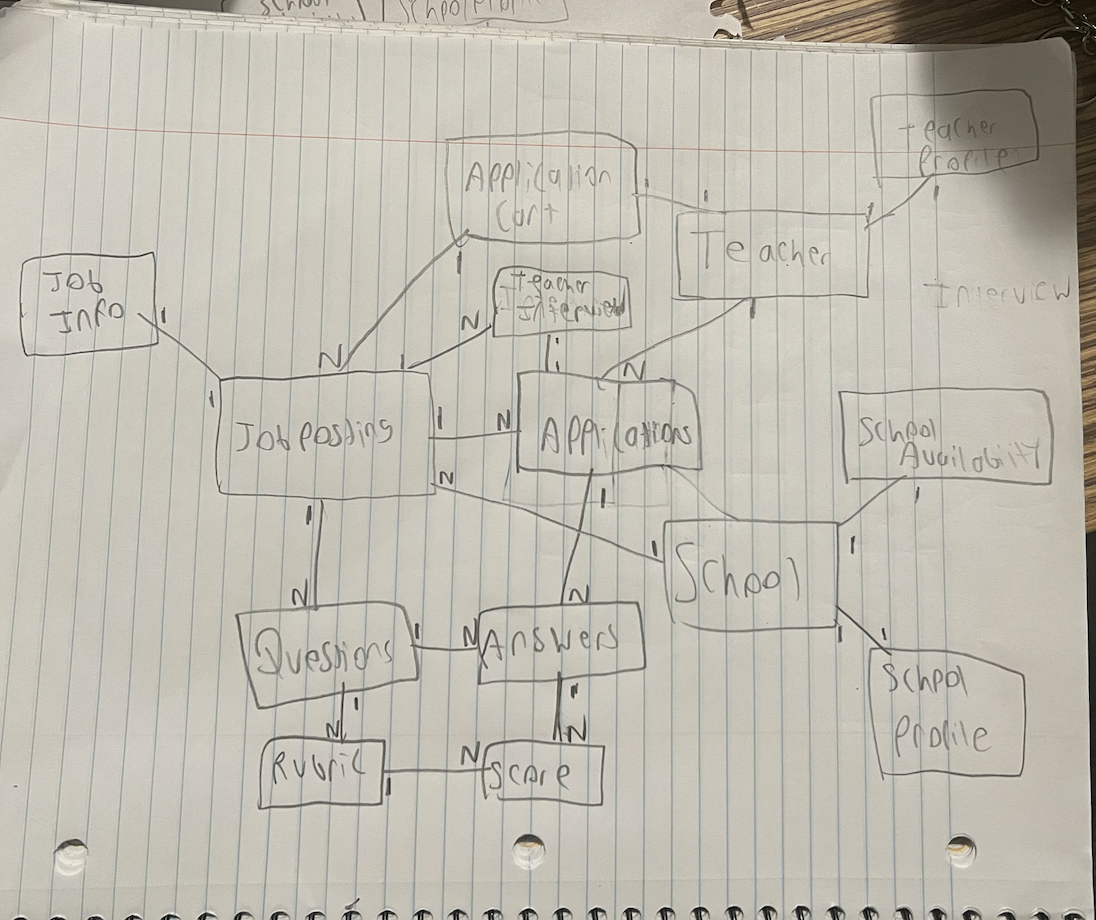 School
School Profil
Teacher
Profile
Application
Cart
1
1
1
1
Teacher
Job
Info
1
1
Teacher
Interview
Interview
N
N
1
1
1
N
Job posting
1
N
Applications
School
Availability
1
N
1
1
1
School
1
N
N
1
1
Questions
1
N
Answers
School
Profile
1
1
N
N
Rubric
1
N
Score